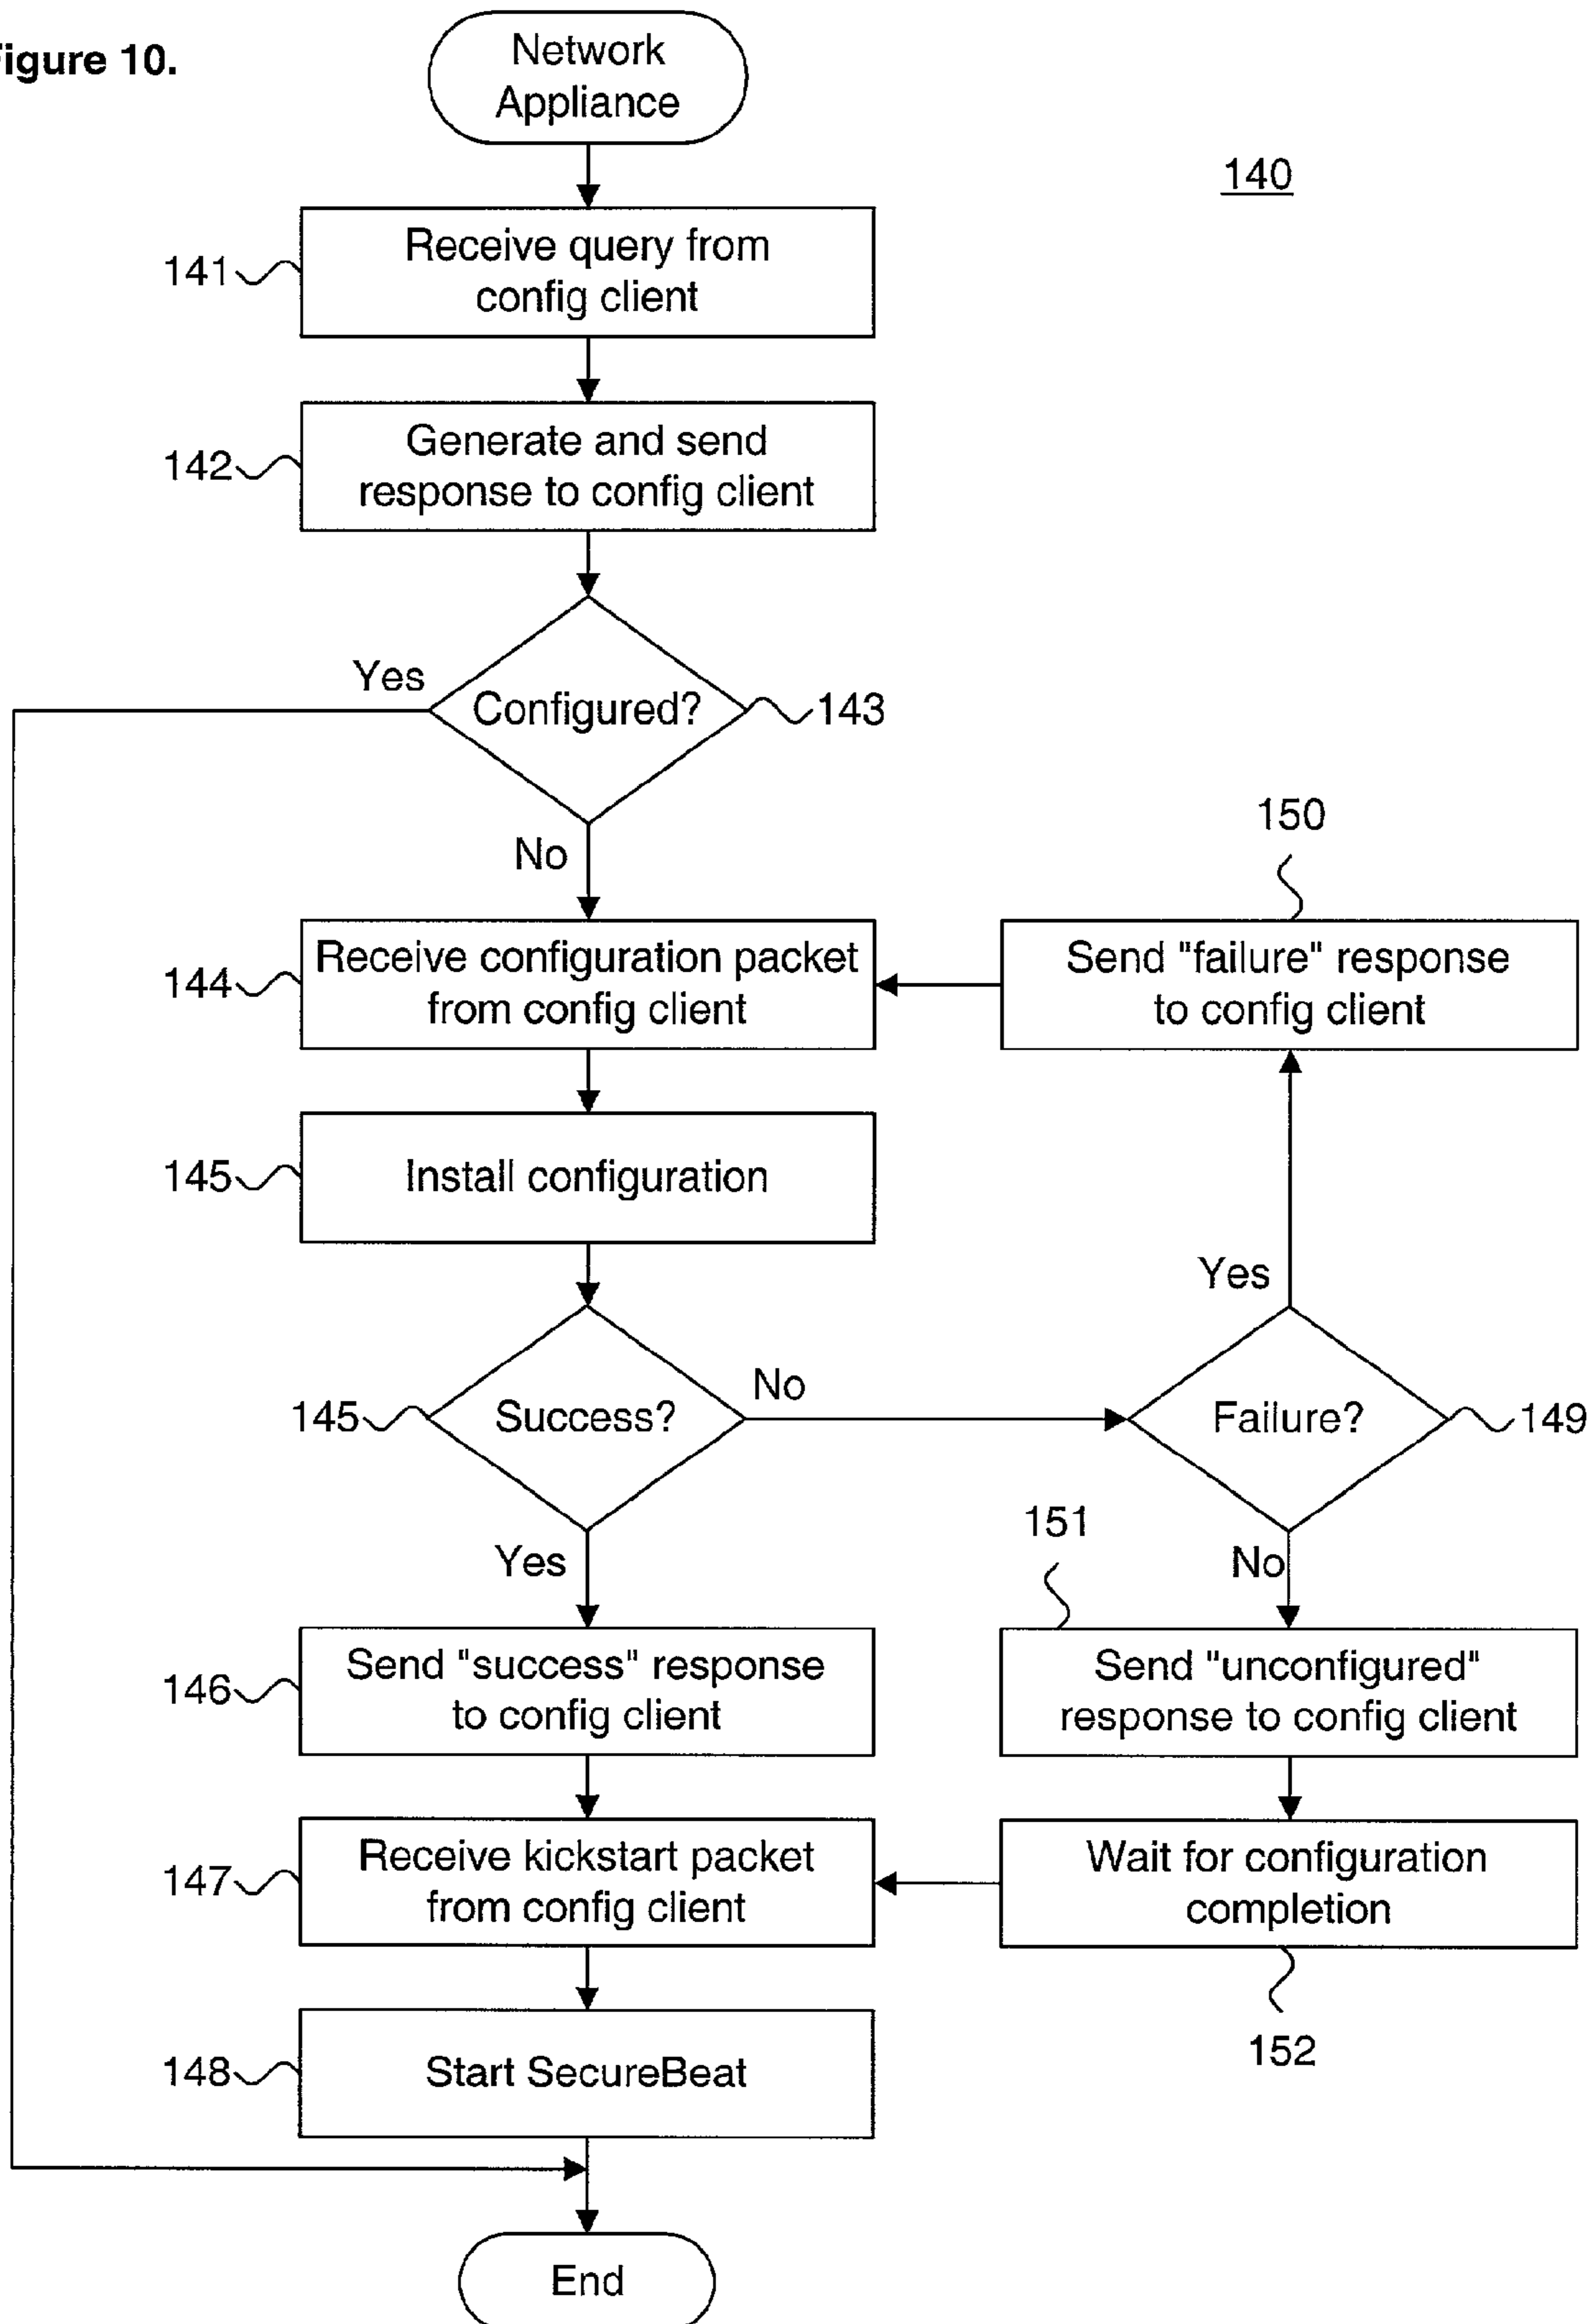 igure 10.
Network
Appliance
140
141
Receive query from
config client
142
Generate and send
response to config client
Yes
Configured?
143
No
150
144
Receive configuration packet
from config client
Send "failure" response
to config client
145
Install configuration
Yes
145
Success?
No
Failure?
149
151
Yes
No
146
Send "success" response
to config client
Send "unconfigured"
response to config client
147
Receive kickstart packet
from config client
Wait for configuration
completion
152
148
Start SecureBeat
End